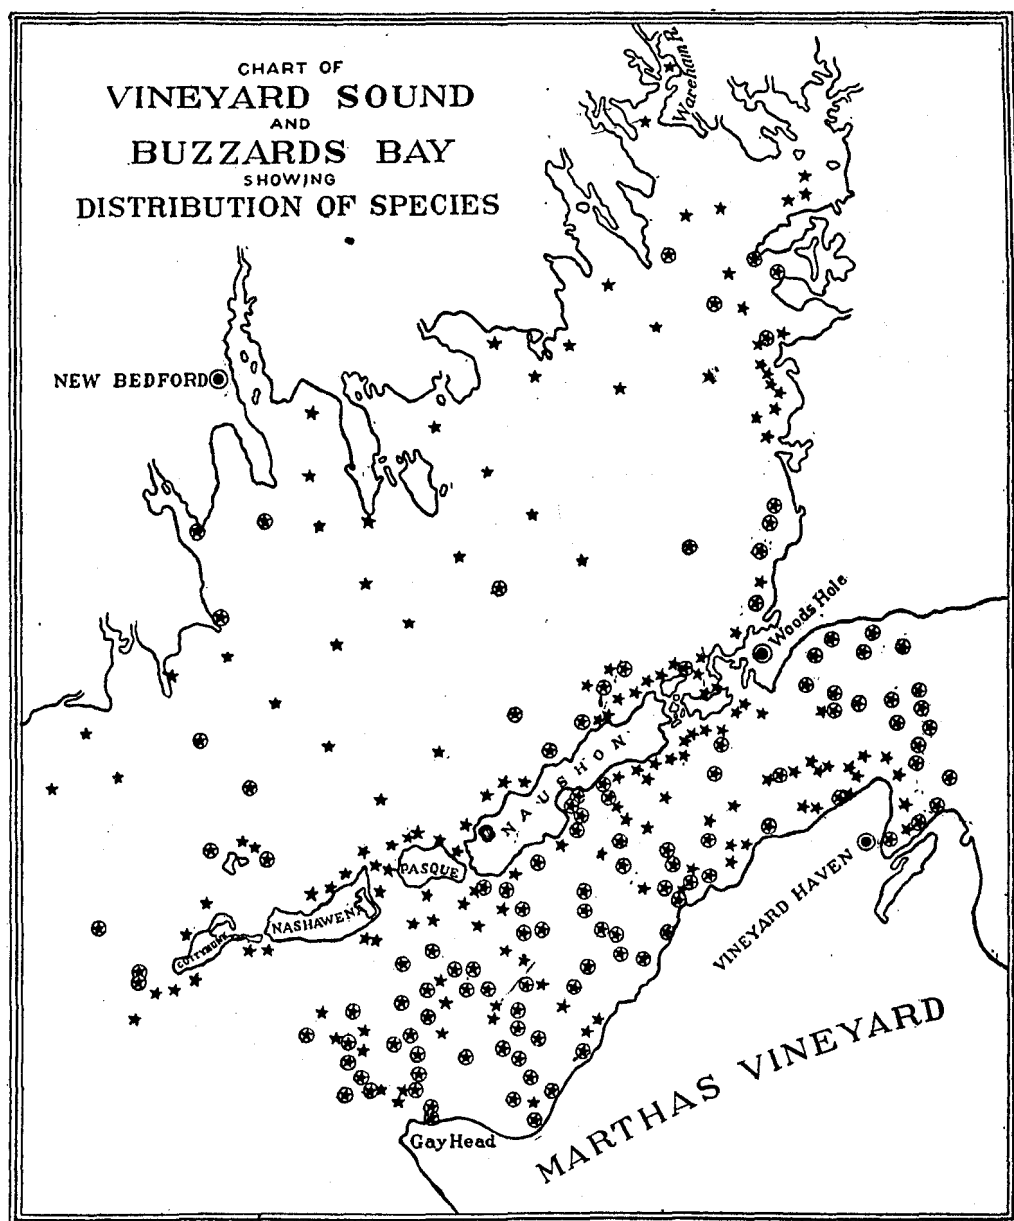 CHART OF
VINEYARD SOUND
AND
BUZZARDS BAY
SHOWING
DISTRIBUTION OF SPECIES
Wareham R.
NEW BEDFORD
Woods Hole
NAUSHON
PASQUE
NASHAWENA
CUTTYHUNK
VINEYARD HAVEN
MARTHAS VINEYARD
Gay Head